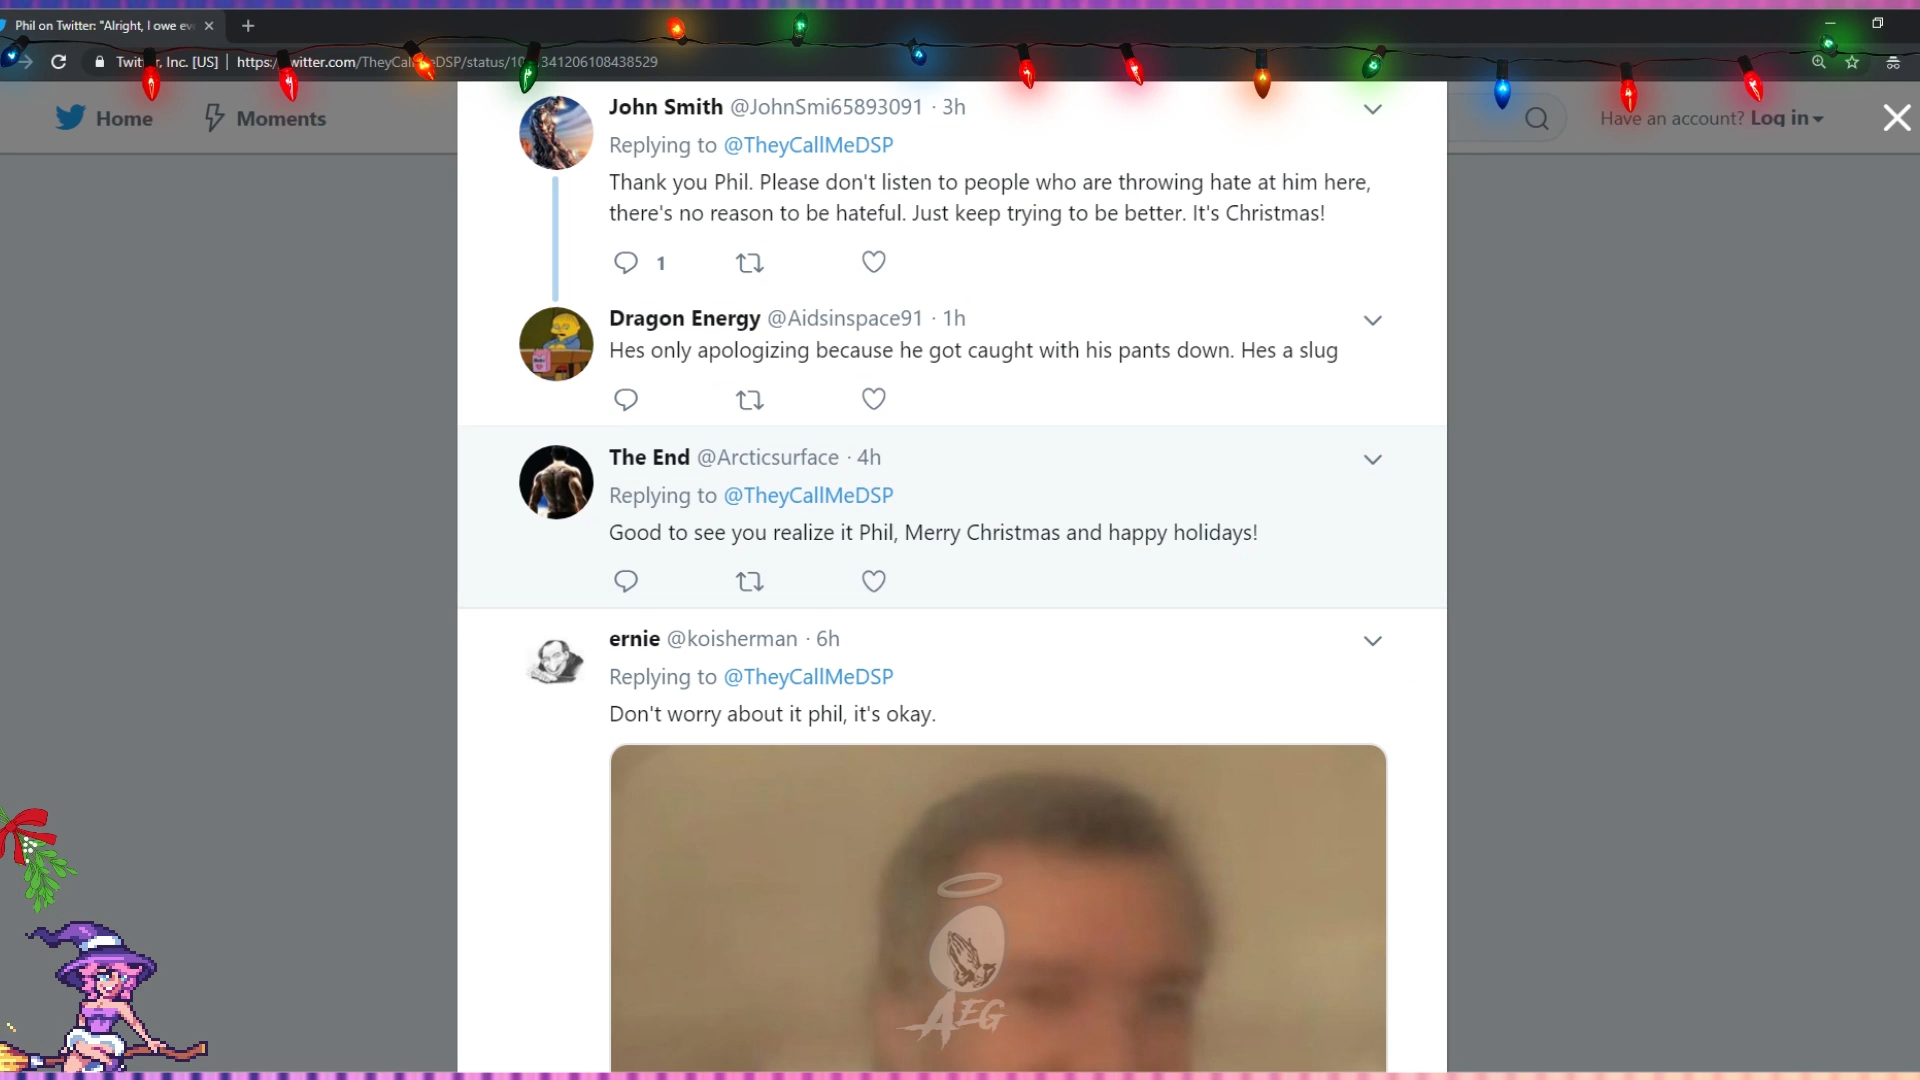 Phil on Twitter: "Alright, I owe ev
Twitter, Inc. [US] | https://twitter.com/TheyCallMeDSP/status/10 341206108438529
Home
Moments
Have an account? Log in
John Smith @JohnSmi65893091 · 3h
Replying to @TheyCallMeDSP
Thank you Phil. Please don't listen to people who are throwing hate at him here,
there's no reason to be hateful. Just keep trying to be better. It's Christmas!
1
Dragon Energy @Aidsinspace91 · 1h
Hes only apologizing because he got caught with his pants down. Hes a slug
The End @Arcticsurface · 4h
Replying to @TheyCallMeDSP
Good to see you realize it Phil, Merry Christmas and happy holidays!
ernie @koisherman · 6h
Replying to @TheyCallMeDSP
Don't worry about it phil, it's okay.
AEG